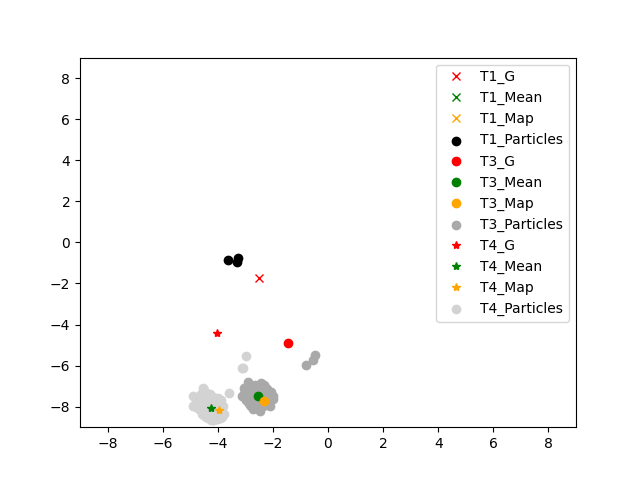 8
6
4
2
0
−2
−4
−6
−8
−8
−6
−4
−2
0
2
4
6
8
T1_G
T1_Mean
T1_Map
T1_Particles
T3_G
T3_Mean
T3_Map
T3_Particles
T4_G
T4_Mean
T4_Map
T4_Particles